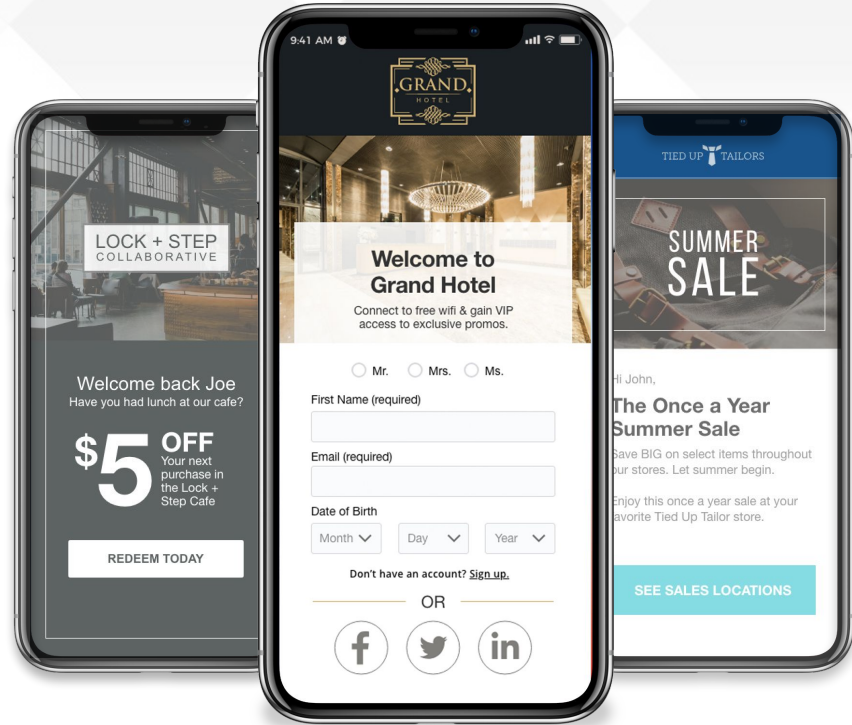 LOCK + STEP
COLLABORATIVE
Welcome back Joe
Have you had lunch at our cafe?
$5 OFF
Your next
purchase in
the Lock +
Step Cafe
REDEEM TODAY
9:41 AM
GRAND
HOTEL
Welcome to
Grand Hotel
Connect to free wifi & gain VIP
access to exclusive promos.
Mr. Mrs. Ms.
First Name (required)
Email (required)
Date of Birth
Month Day Year
Don't have an account? Sign up.
OR
f
in
TIED UP TAILORS
SUMMER
SALE
Hi John,
The Once a Year
Summer Sale
Save BIG on select items throughout
our stores. Let summer begin.
Enjoy this once a year sale at your
favorite Tied Up Tailor store.
SEE SALES LOCATIONS